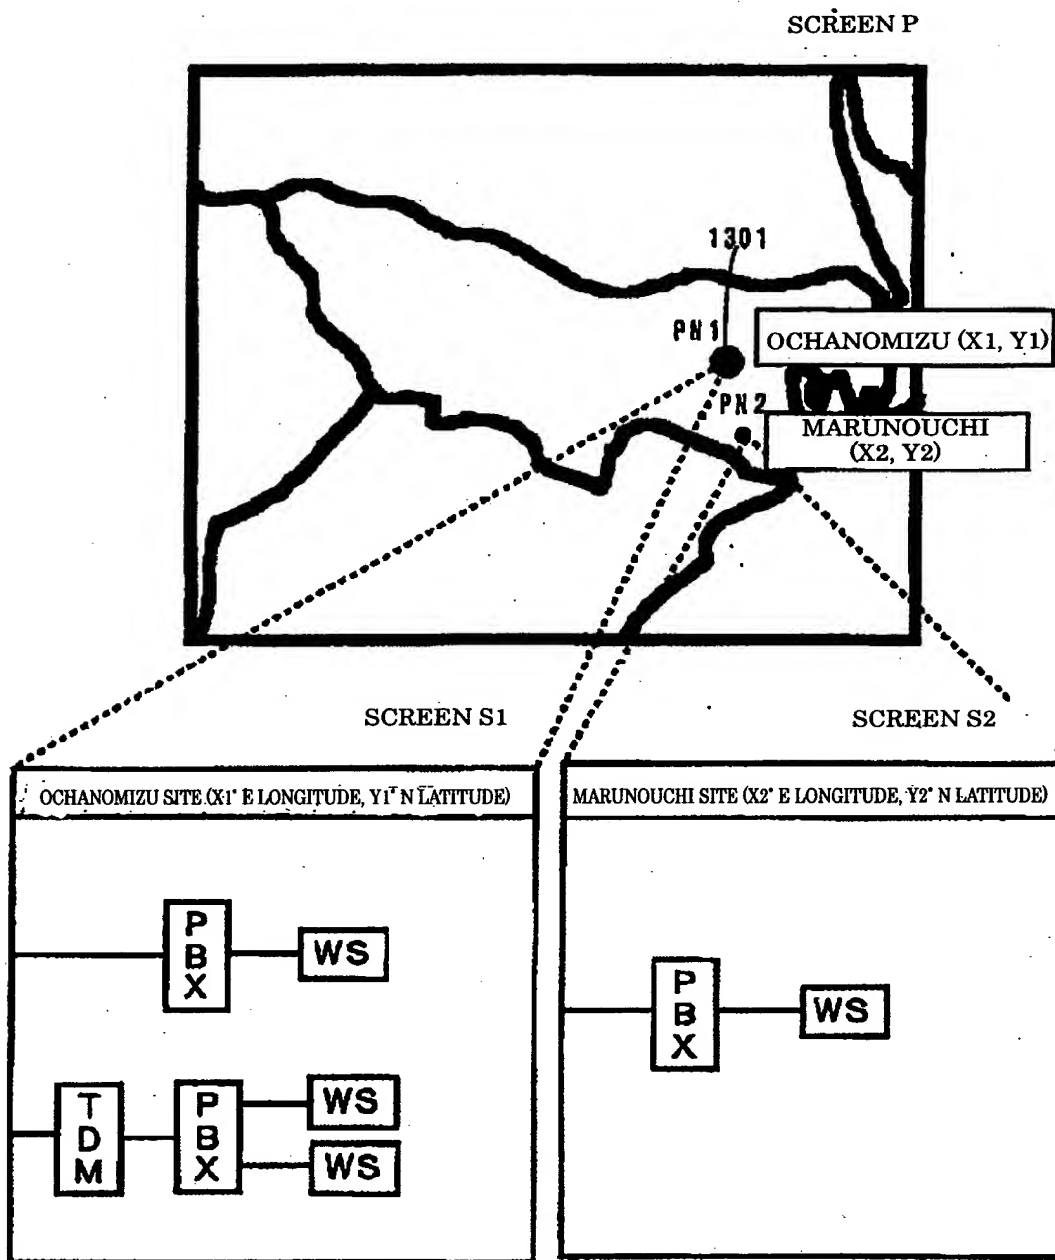 SCREEN P
1301
PN1
OCHANOMIZU (X1, Y1)
PN2
MARUNOUCHI
(X2, Y2)
SCREEN S1
SCREEN S2
OCHANOMIZU SITE (X1° E LONGITUDE, Y1° N LATITUDE)
MARUNOUCHI SITE (X2° E LONGITUDE, Y2° N LATITUDE)
PBX
WS
TDM
PBX
WS
WS
PBX
WS